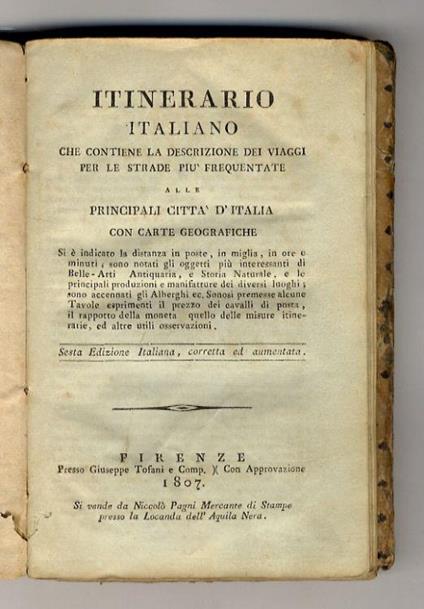 ITINERARIO
ITALIANO
CHE CONTIENE LA DESCRIZIONE DEI VIAGGI
PER LE STRADE PIU' FREQUENTATE
ALLE
PRINCIPALI CITTA' D'ITALIA
CON CARTE GEOGRAFICHE
Si è indicato la distanza in poste, in miglia, in ore e
minuti, sono notati gli oggetti più interessanti di
Belle-Arti Antiquaria, e Storia Naturale, e le
principali produzioni e manifatture dei diversi luoghi;
sono accennati gli Alberghi ec. Sonosi premesse alcune
Tavole esprimenti il prezzo dei cavalli di posta,
il rapporto della moneta quello delle misure itine-
rarie, ed altre utili osservazioni.
Sesta Edizione Italiana, corretta ed aumentata.
FIRENZE
Presso Giuseppe Tofani e Comp. )( Con Approvazione
1807.
Si vende da Niccolò Pagni Mercante di Stampe
presso la Locanda dell' Aquila Nera.